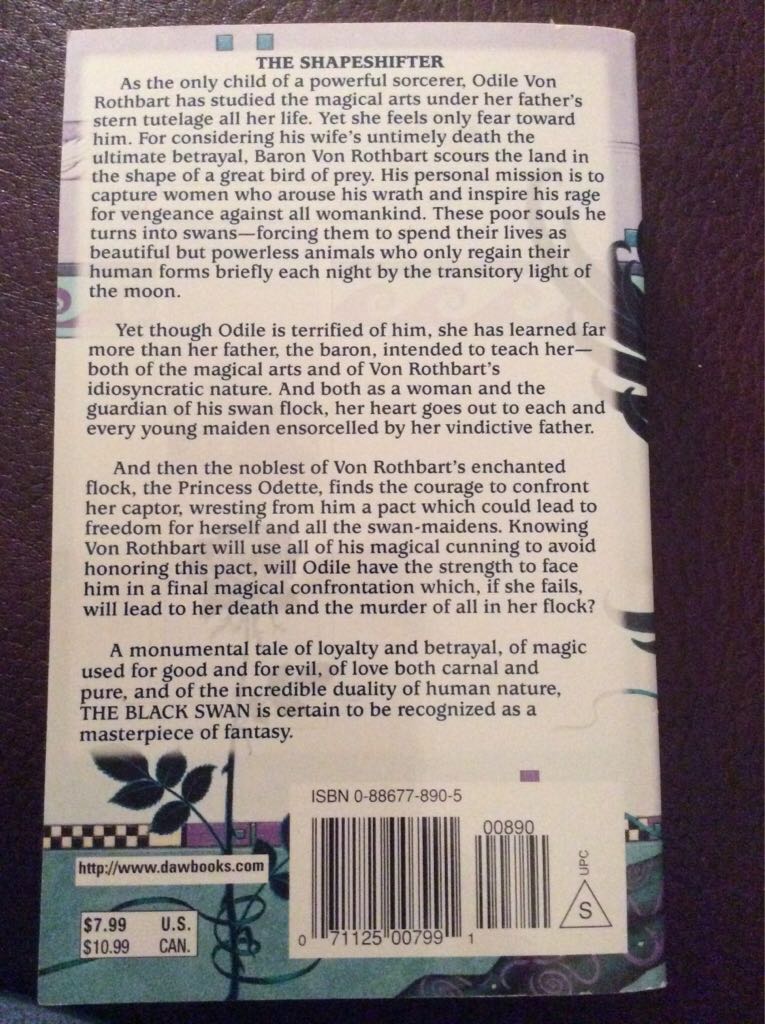 THE SHAPESHIFTER
As the only child of a powerful sorcerer, Odile Von
Rothbart has studied the magical arts under her father's
stern tutelage all her life. Yet she feels only fear toward
him. For considering his wife's untimely death the
ultimate betrayal, Baron Von Rothbart scours the land in
the shape of a great bird of prey. His personal mission is to
capture women who arouse his wrath and inspire his rage
for vengeance against all womankind. These poor souls he
turns into swans—forcing them to spend their lives as
beautiful but powerless animals who only regain their
human forms briefly each night by the transitory light of
the moon.
Yet though Odile is terrified of him, she has learned far
more than her father, the baron, intended to teach her—
both of the magical arts and of Von Rothbart's
idiosyncratic nature. And both as a woman and the
guardian of his swan flock, her heart goes out to each and
every young maiden ensorcelled by her vindictive father.
And then the noblest of Von Rothbart's enchanted
flock, the Princess Odette, finds the courage to confront
her captor, wresting from him a pact which could lead to
freedom for herself and all the swan-maidens. Knowing
Von Rothbart will use all of his magical cunning to avoid
honoring this pact, will Odile have the strength to face
him in a final magical confrontation which, if she fails,
will lead to her death and the murder of all in her flock?
A monumental tale of loyalty and betrayal, of magic
used for good and for evil, of love both carnal and
pure, and of the incredible duality of human nature,
THE BLACK SWAN is certain to be recognized as a
masterpiece of fantasy.
ISBN 0-88677-890-5
00890
UPC
S
http://www.dawbooks.com
$7.99 U.S.
$10.99 CAN.
0 71125 00799 1